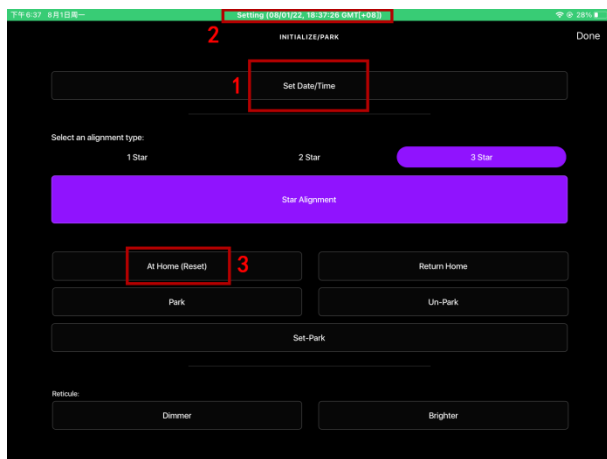 下午6:37 8月1日周一 Setting (08/01/22, 18:37:26 GMT[+08]) 28%
2 INITIALIZE/PARK Done
1 Set Date/Time
Select an alignment type:
1 Star 2 Star 3 Star
Star Alignment
At Home (Reset) 3 Return Home
Park Un-Park
Set-Park
Reticule:
Dimmer Brighter